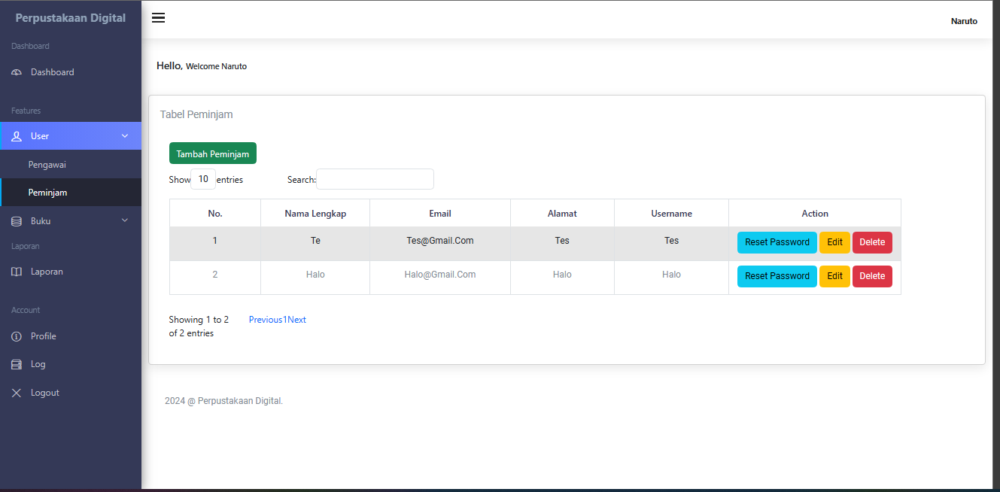 Perpustakaan Digital
Naruto
Dashboard
Dashboard
Features
User
Pengawai
Peminjam
Buku
Laporan
Laporan
Account
Profile
Log
Logout
Hello, Welcome Naruto
Tabel Peminjam
Tambah Peminjam
Show 10 entries Search:
No. Nama Lengkap Email Alamat Username Action
1 Te Tes@Gmail.Com Tes Tes Reset Password Edit Delete
2 Halo Halo@Gmail.Com Halo Halo Reset Password Edit Delete
Showing 1 to 2 Previous1Next
of 2 entries
2024 @ Perpustakaan Digital.